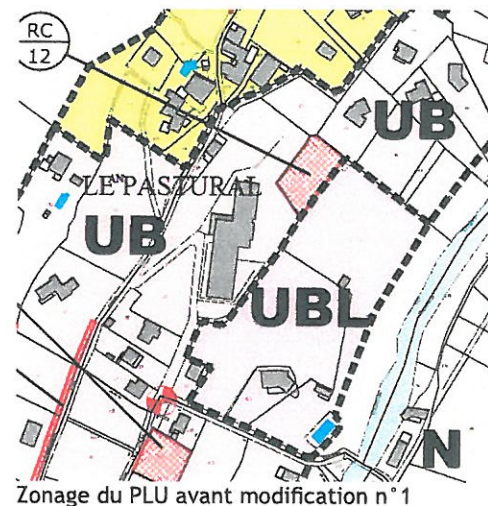 RC
12
UB
LE PASTURAL
UB
UBL
N
Zonage du PLU avant modification n°1